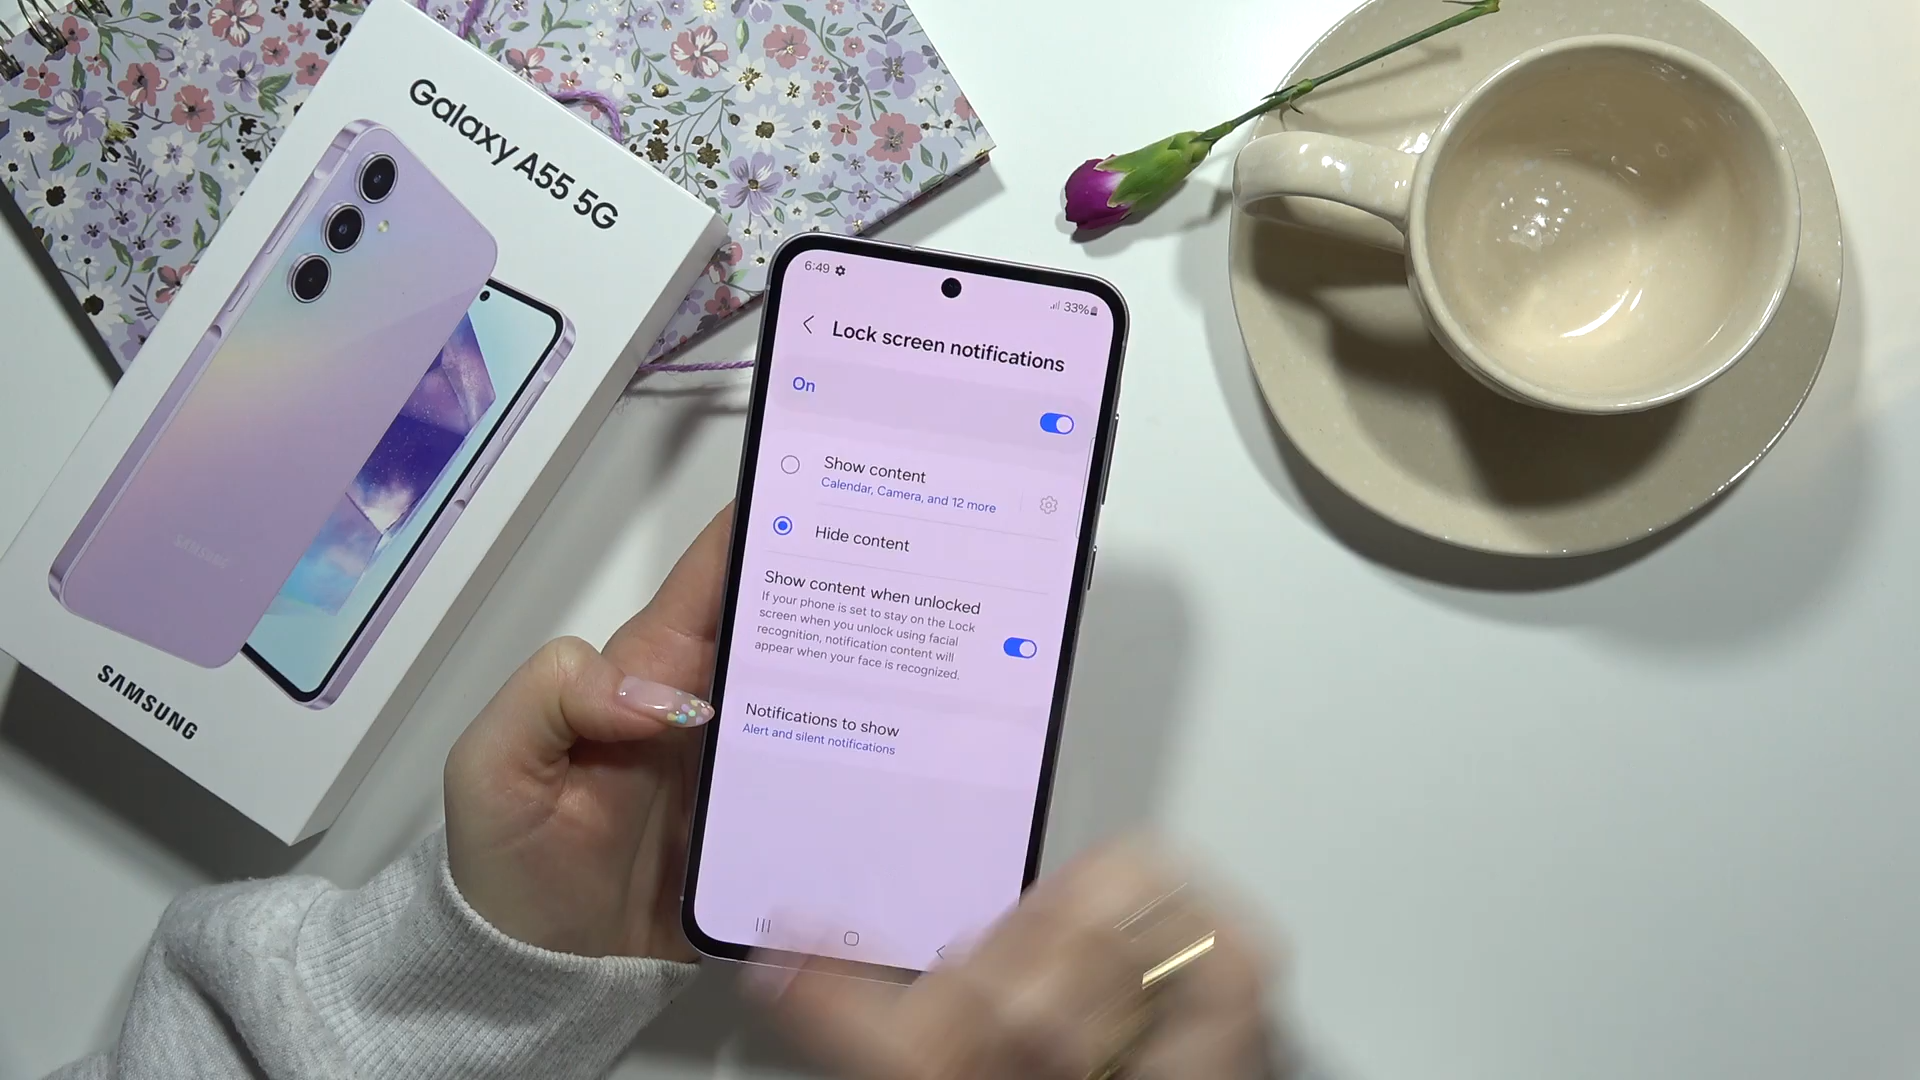 Galaxy A55 5G
SAMSUNG
SAMSUNG
6:49
33%
Lock screen notifications
On
Show content
Calendar, Camera, and 12 more
Hide content
Show content when unlocked
If your phone is set to stay on the Lock
screen when you unlock using facial
recognition, notification content will
appear when your face is recognized.
Notifications to show
Alert and silent notifications